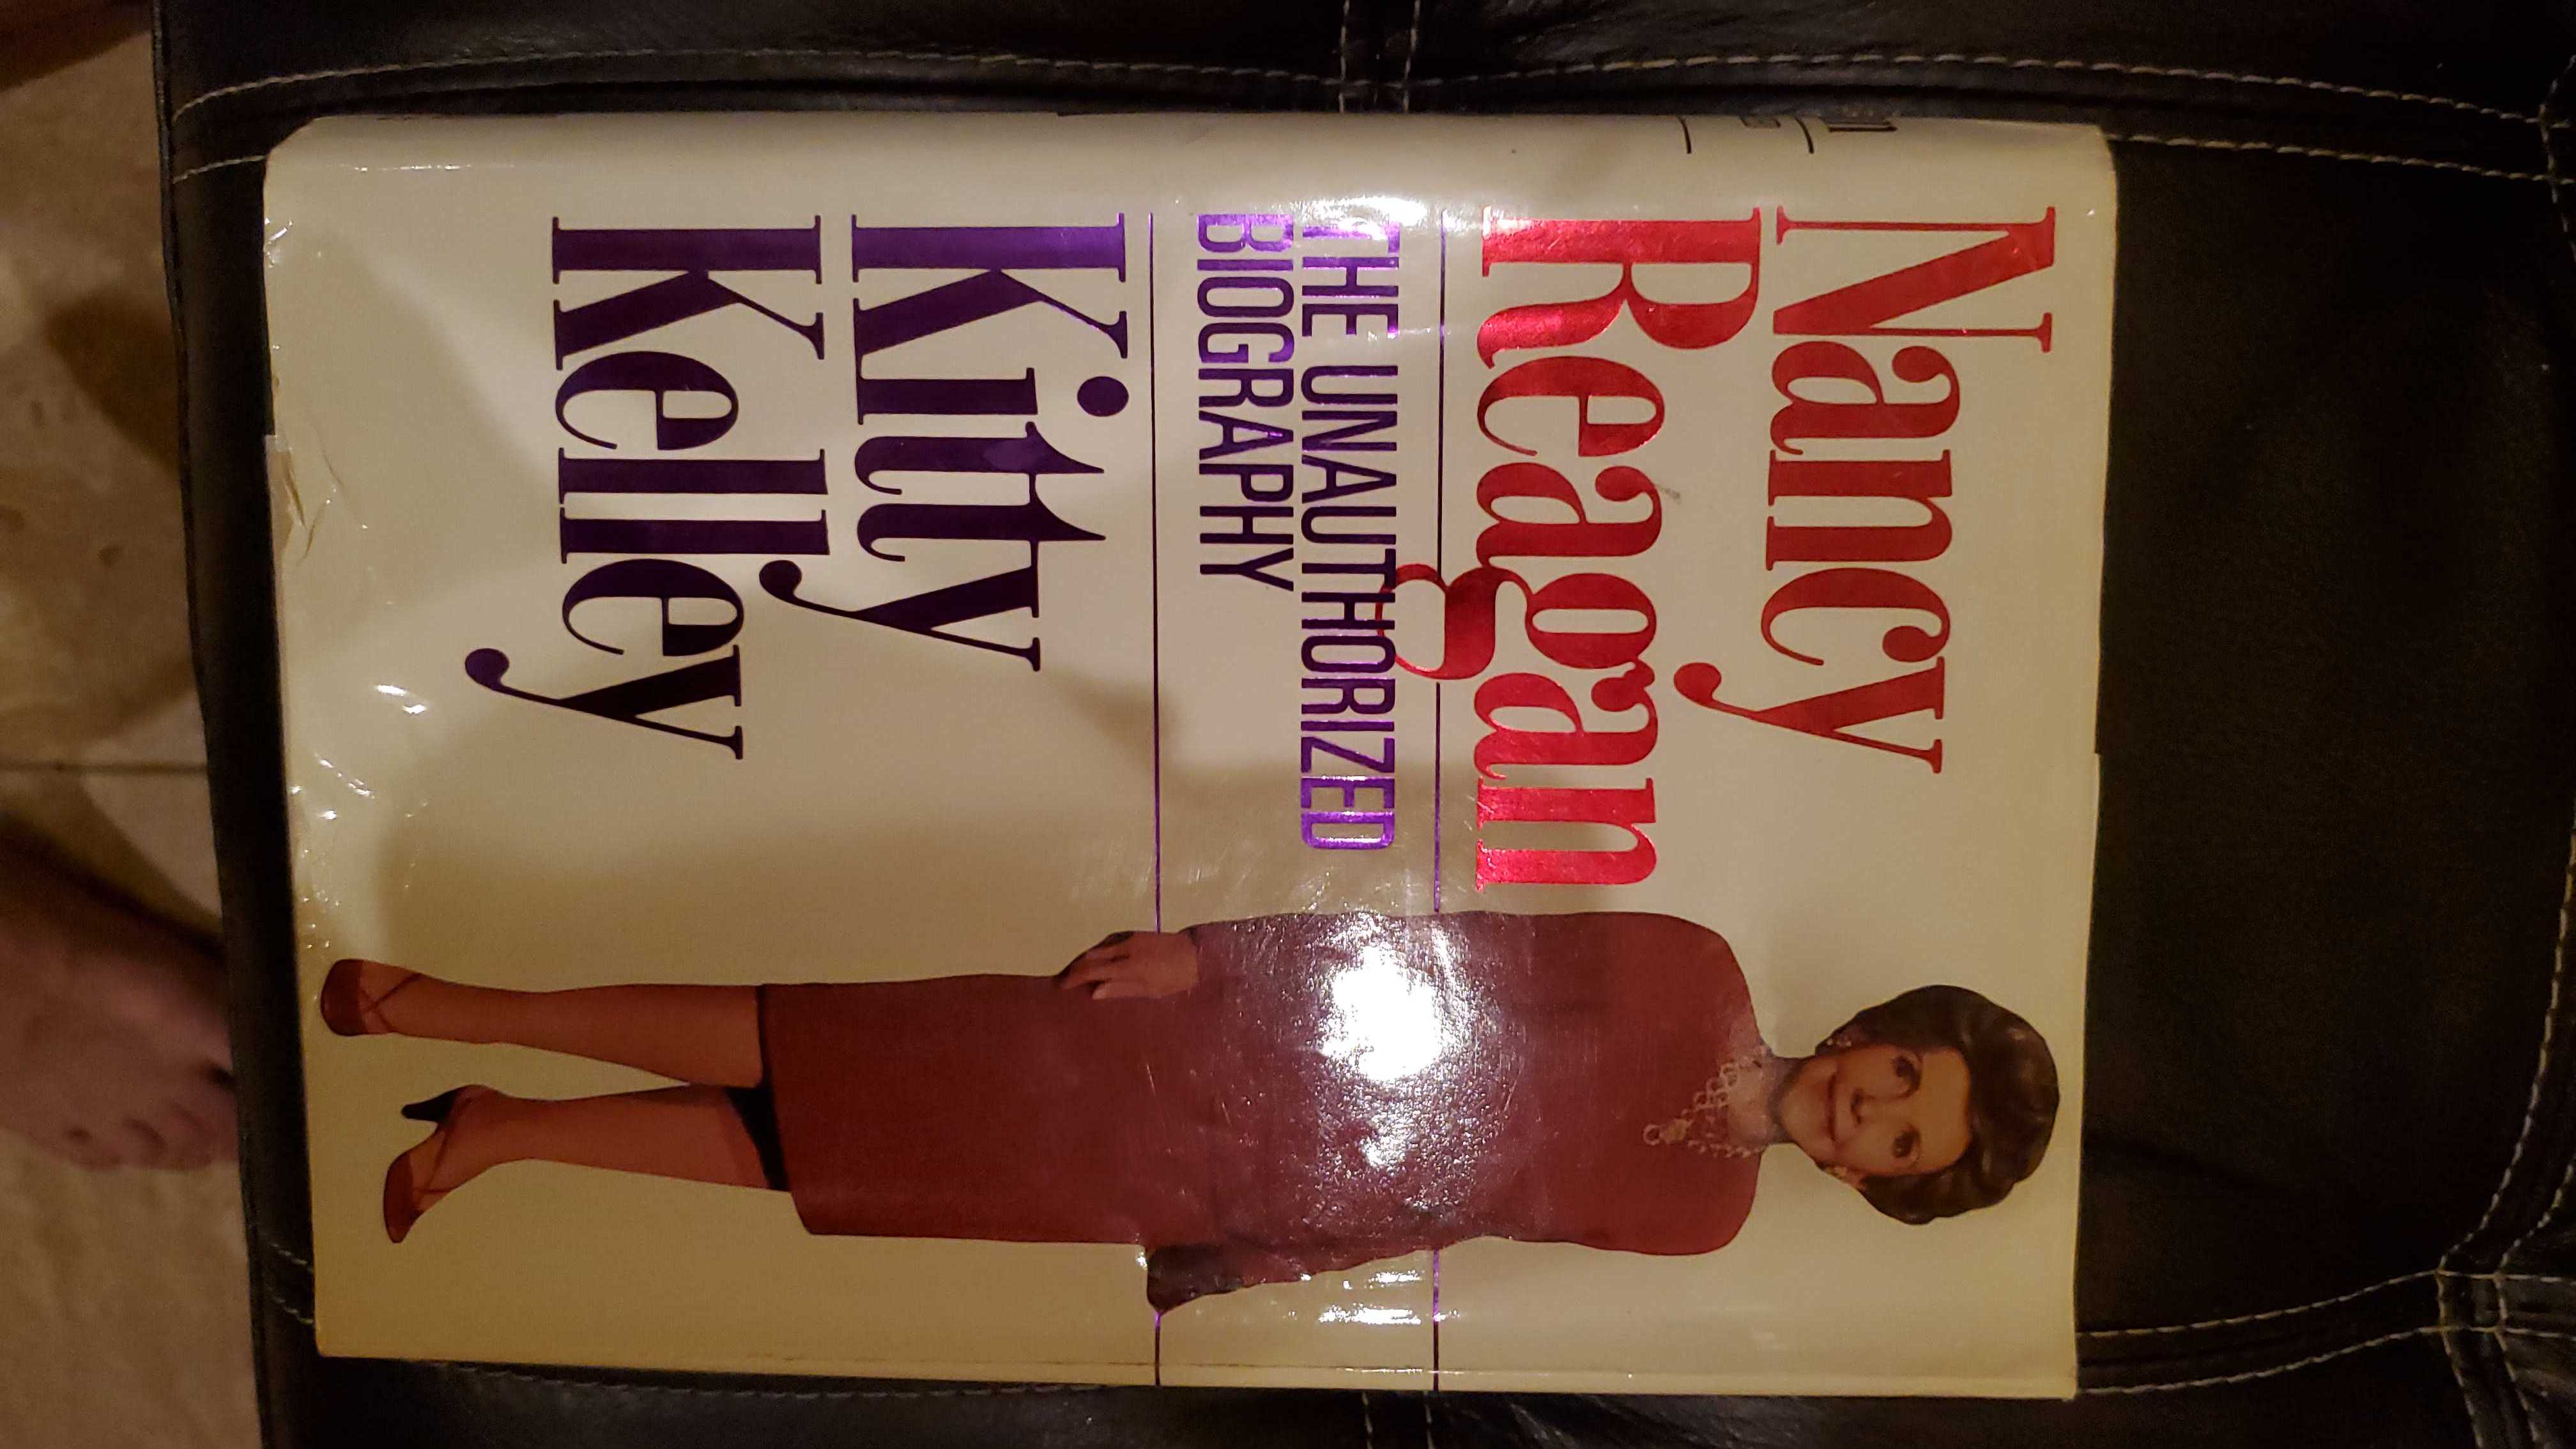 Nancy
Reagan
THE UNAUTHORIZED
BIOGRAPHY
Kitty
Kelley